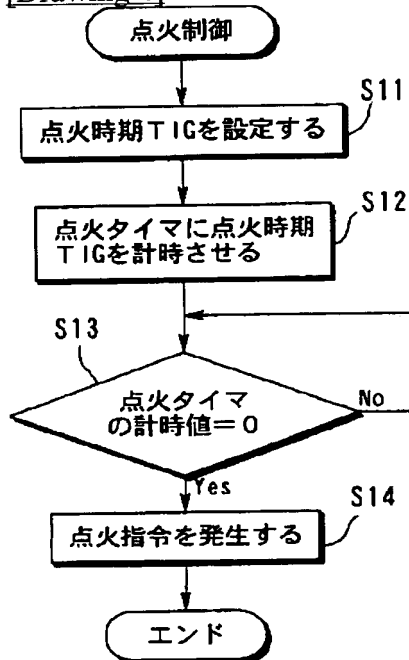 点火制御
S11
点火時期TIGを設定する
S12
点火タイマに点火時期
TIGを計時させる
S13
点火タイマ
の計時値=0
No
Yes
S14
点火指令を発生する
エンド